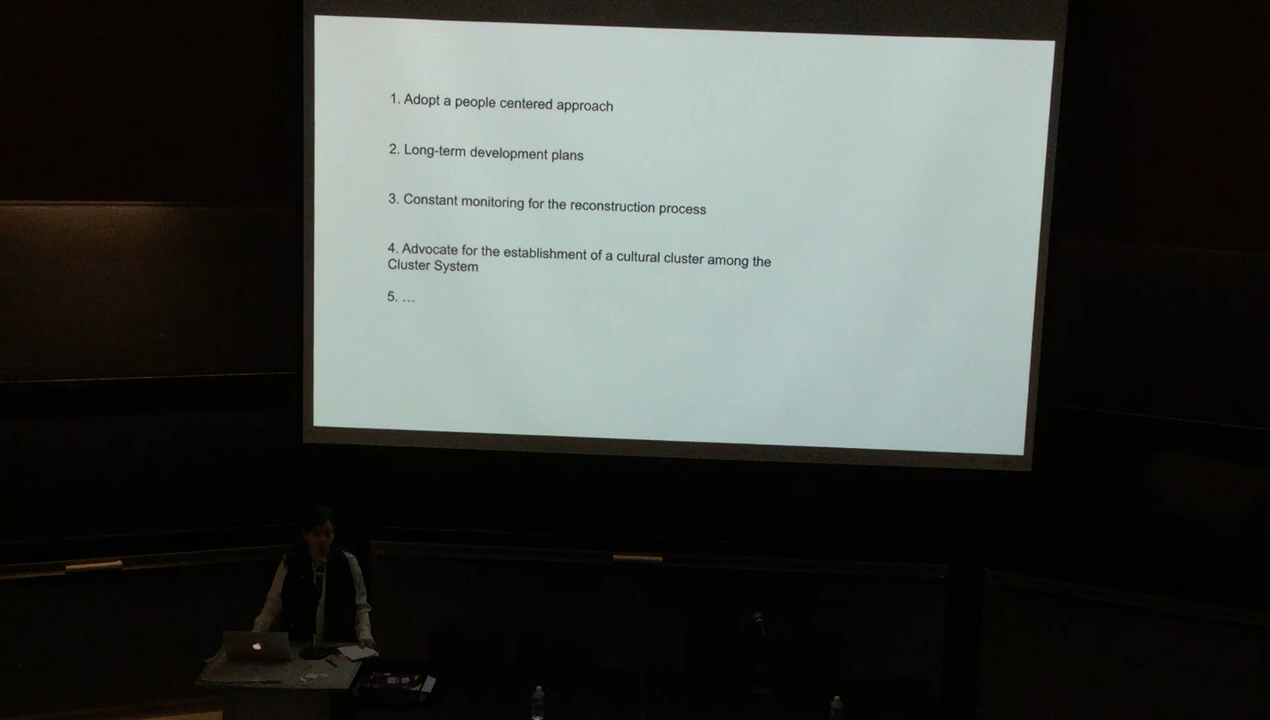 1. Adopt a people centered approach
2. Long-term development plans
3. Constant monitoring for the reconstruction process
4. Advocate for the establishment of a cultural cluster among the
Cluster System
5. ...